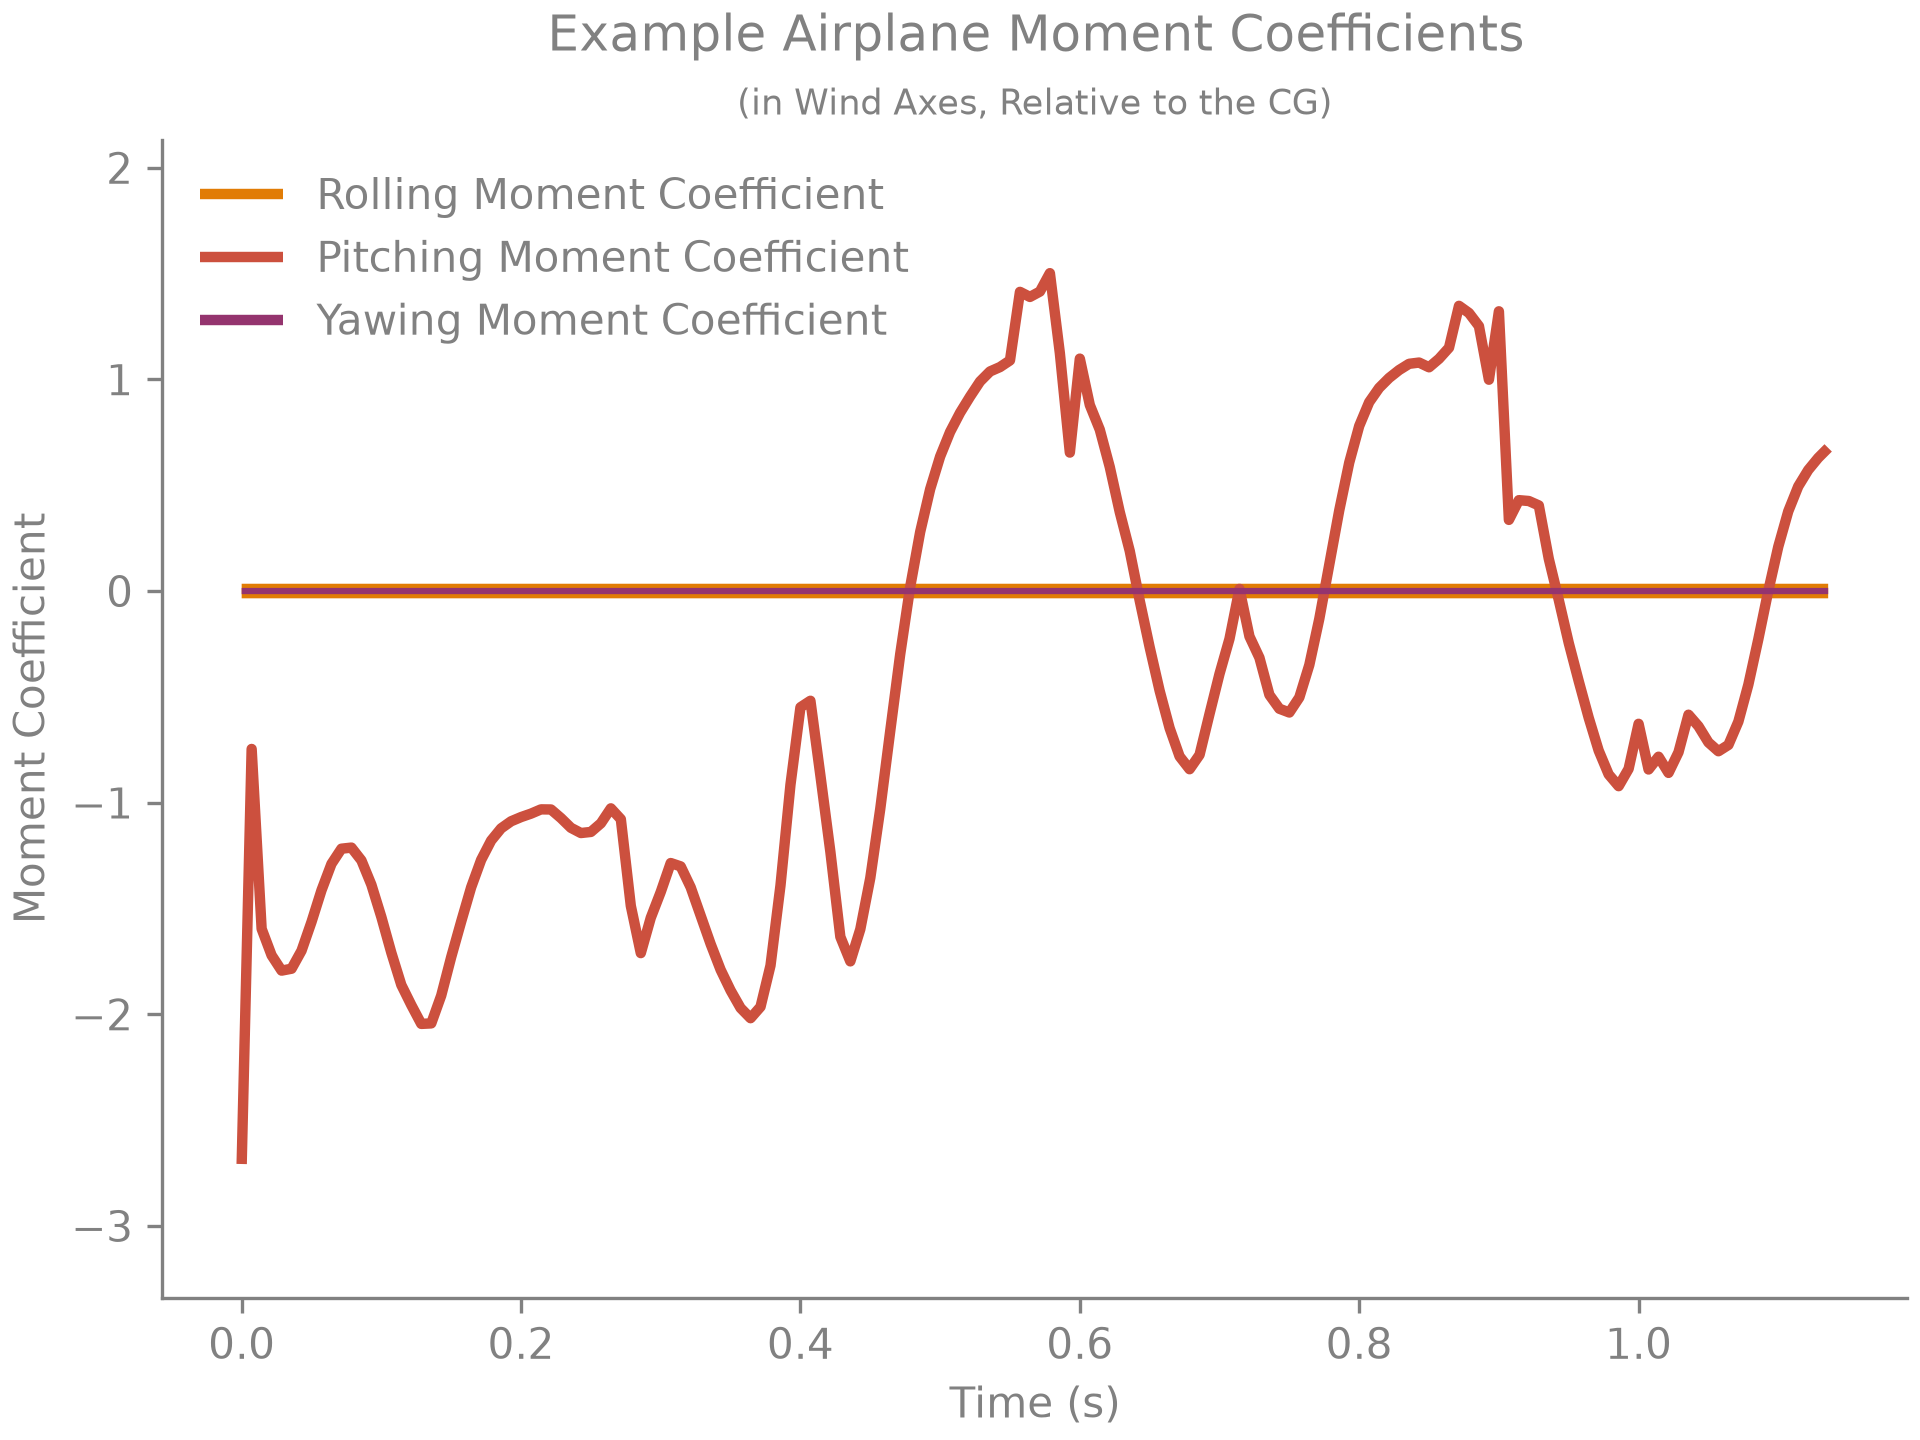 Example Airplane Moment Coefficients
(in Wind Axes, Relative to the CG)
Rolling Moment Coefficient
Pitching Moment Coefficient
Yawing Moment Coefficient
Moment Coefficient
2
1
0
−1
−2
−3
0.0 0.2 0.4 0.6 0.8 1.0
Time (s)